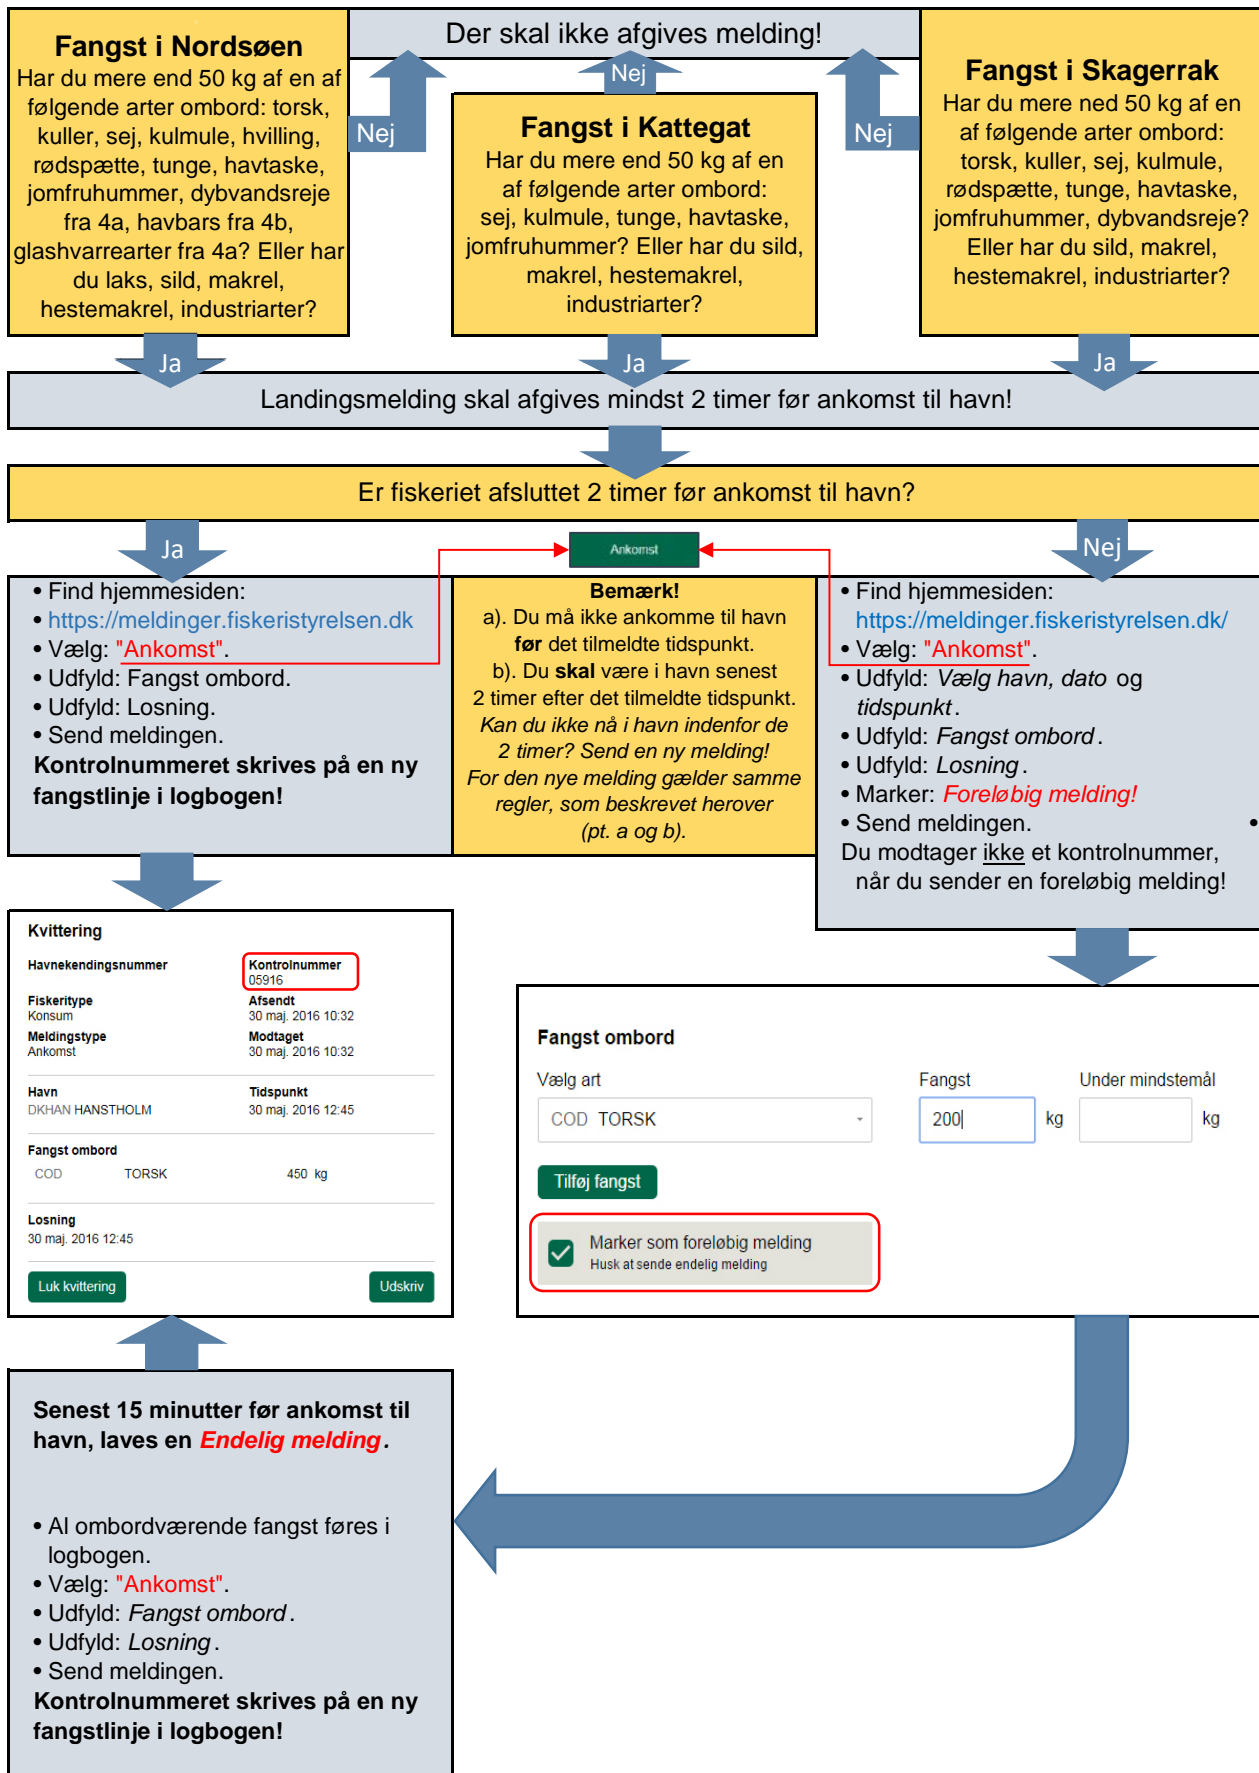 Der skal ikke afgives melding!
Fangst i Nordsøen
Har du mere end 50 kg af en af
følgende arter ombord: torsk,
kuller, sej, kulmule, hvilling,
rødspætte, tunge, havtaske,
jomfruhummer, dybvandsreje
fra 4a, havbars fra 4b,
glashvarrearter fra 4a? Eller har
du laks, sild, makrel,
hestemakrel, industriarter?
Nej
Nej
Fangst i Kattegat
Har du mere end 50 kg af en
af følgende arter ombord:
sej, kulmule, tunge, havtaske,
jomfruhummer? Eller har du sild,
makrel, hestemakrel,
industriarter?
Nej
Fangst i Skagerrak
Har du mere ned 50 kg af en
af følgende arter ombord:
torsk, kuller, sej, kulmule,
rødspætte, tunge, havtaske,
jomfruhummer, dybvandsreje?
Eller har du sild, makrel,
hestemakrel, industriarter?
Ja
Ja
Ja
Landingsmelding skal afgives mindst 2 timer før ankomst til havn!
Er fiskeriet afsluttet 2 timer før ankomst til havn?
Ja
Ankomst
Nej
• Find hjemmesiden:
• https://meldinger.fiskeristyrelsen.dk
• Vælg: "Ankomst".
• Udfyld: Fangst ombord.
• Udfyld: Losning.
• Send meldingen.
Kontrolnummeret skrives på en ny
fangstlinje i logbogen!
Bemærk!
a). Du må ikke ankomme til havn
før det tilmeldte tidspunkt.
b). Du skal være i havn senest
2 timer efter det tilmeldte tidspunkt.
Kan du ikke nå i havn indenfor de
2 timer? Send en ny melding!
For den nye melding gælder samme
regler, som beskrevet herover
(pt. a og b).
• Find hjemmesiden:
https://meldinger.fiskeristyrelsen.dk/
• Vælg: "Ankomst".
• Udfyld: Vælg havn, dato og
tidspunkt.
• Udfyld: Fangst ombord.
• Udfyld: Losning.
• Marker: Foreløbig melding!
• Send meldingen. •
Du modtager ikke et kontrolnummer,
når du sender en foreløbig melding!
Kvittering
Havnekendingsnummer Kontrolnummer
05916
Fiskeritype Afsendt
Konsum 30 maj. 2016 10:32
Meldingstype Modtaget
Ankomst 30 maj. 2016 10:32
Havn Tidspunkt
DKHAN HANSTHOLM 30 maj. 2016 12:45
Fangst ombord
COD TORSK 450 kg
Losning
30 maj. 2016 12:45
Luk kvittering Udskriv
Fangst ombord
Vælg art Fangst Under mindstemål
COD TORSK 200 kg kg
Tilføj fangst
Marker som foreløbig melding
Husk at sende endelig melding
Senest 15 minutter før ankomst til
havn, laves en Endelig melding.
• Al ombordværende fangst føres i
logbogen.
• Vælg: "Ankomst".
• Udfyld: Fangst ombord.
• Udfyld: Losning.
• Send meldingen.
Kontrolnummeret skrives på en ny
fangstlinje i logbogen!